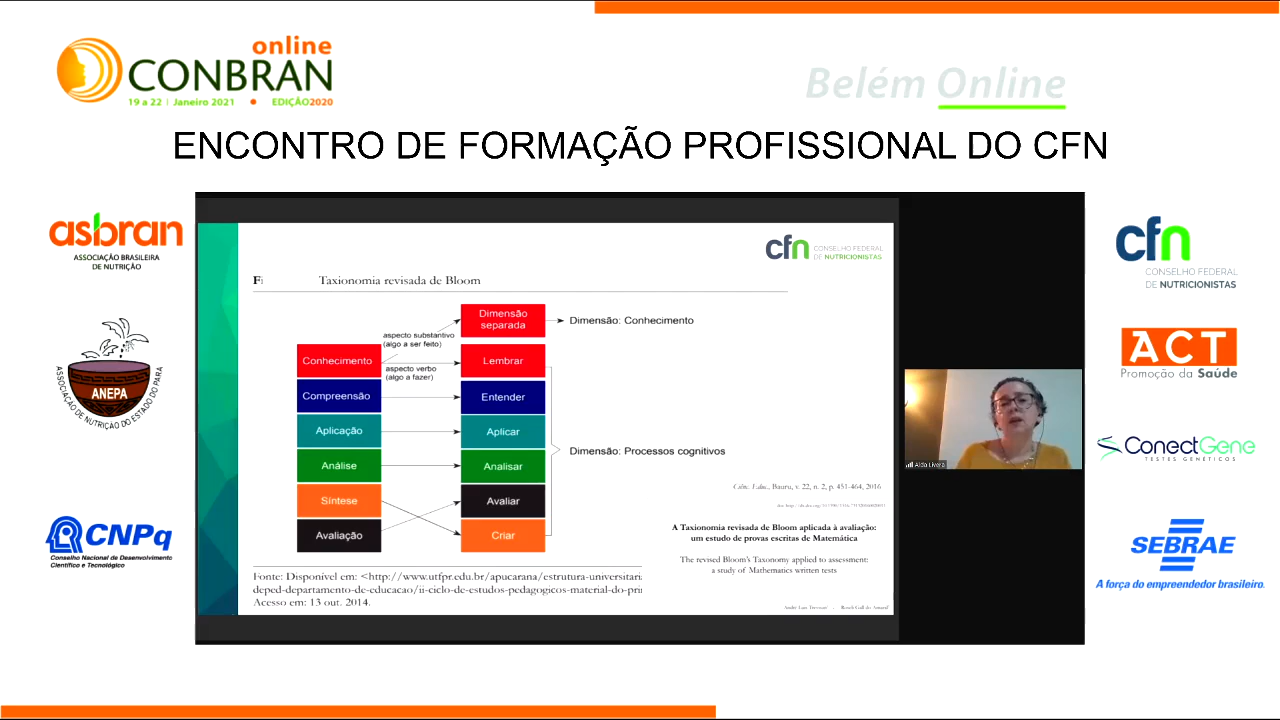 online
CONBRAN
19 a 22 | Janeiro 2021 • EDIÇÃO2020
Belém Online
ENCONTRO DE FORMAÇÃO PROFISSIONAL DO CFN
asbran
ASSOCIAÇÃO BRASILEIRA
DE NUTRIÇÃO
ANEPA
ASSOCIAÇÃO DE NUTRIÇÃO DO ESTADO DO PARÁ
CNPq
Conselho Nacional de Desenvolvimento
Científico e Tecnológico
cfn CONSELHO FEDERAL
DE NUTRICIONISTAS
Taxionomia revisada de Bloom
Dimensão
separada
Dimensão: Conhecimento
aspecto substantivo
(algo a ser feito)
aspecto verbo
(algo a fazer)
Conhecimento
Lembrar
Compreensão
Entender
Aplicação
Aplicar
Dimensão: Processos cognitivos
Análise
Analisar
Síntese
Avaliar
Avaliação
Criar
Bauru, v. 22, n. 2, p. 451-464, 2016
A Taxionomia revisada de Bloom aplicada à avaliação:
um estudo de provas escritas de Matemática
The revised Bloom's Taxonomy applied to assessment:
a study of Mathematics written tests
Fonte: Disponível em: <http://www.utfpr.edu.br/apucarana/estrutura-universitari
deped-departamento-de-educacao/ii-ciclo-de-estudos-pedagogicos-material-do-pri
Acesso em: 13 out. 2014.
Alda Livera
cfn
CONSELHO FEDERAL
DE NUTRICIONISTAS
ACT
Promoção da Saúde
ConectGene
TESTES GENÉTICOS
SEBRAE
A força do empreendedor brasileiro.